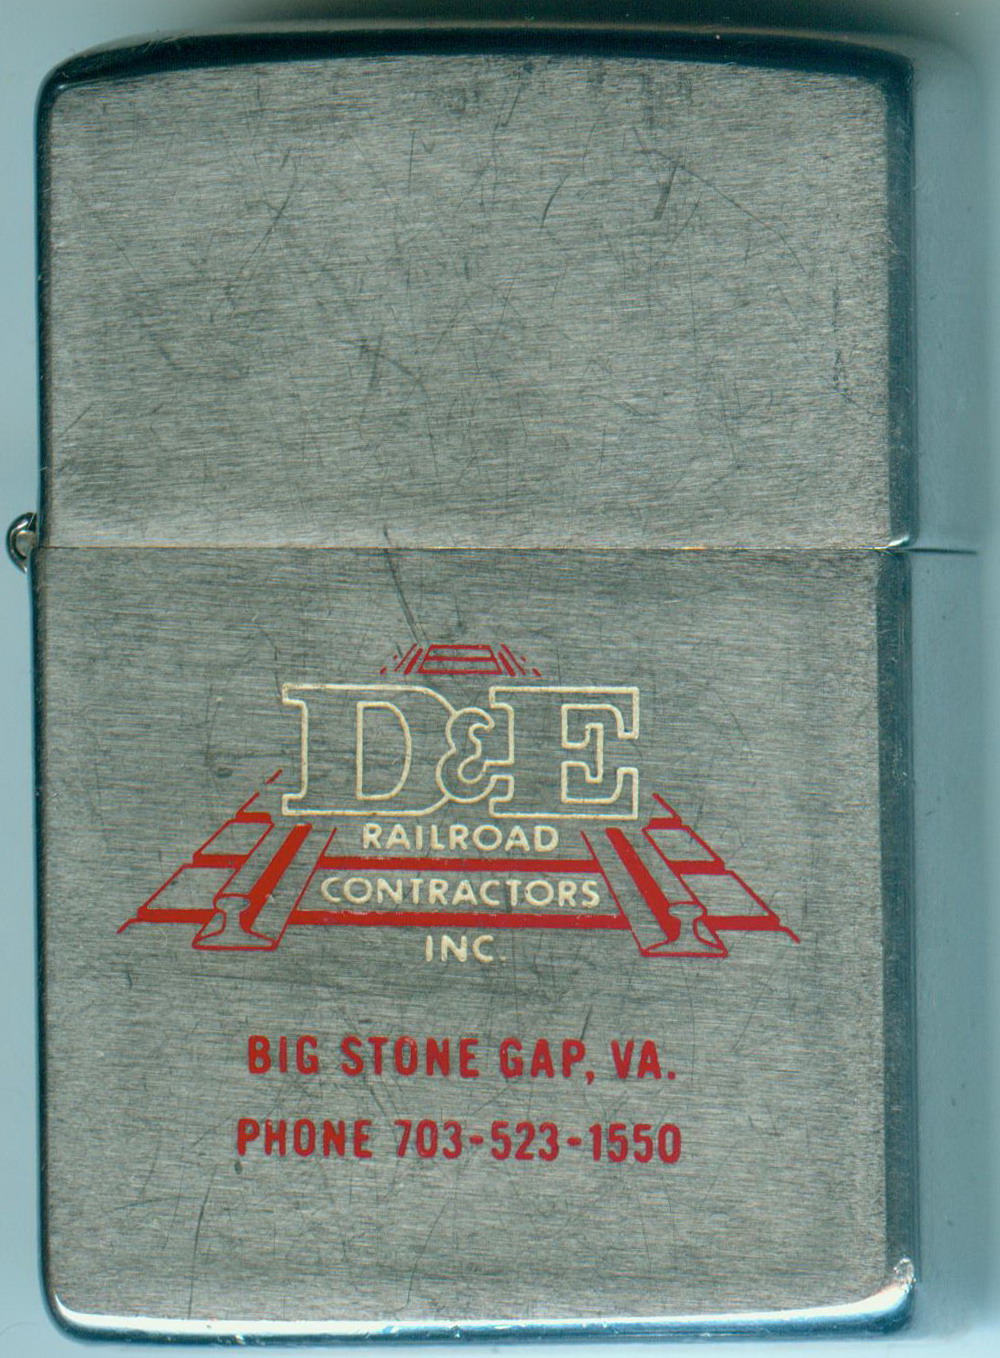 D&E
RAILROAD
CONTRACTORS
INC.
BIG STONE GAP, VA.
PHONE 703-523-1550